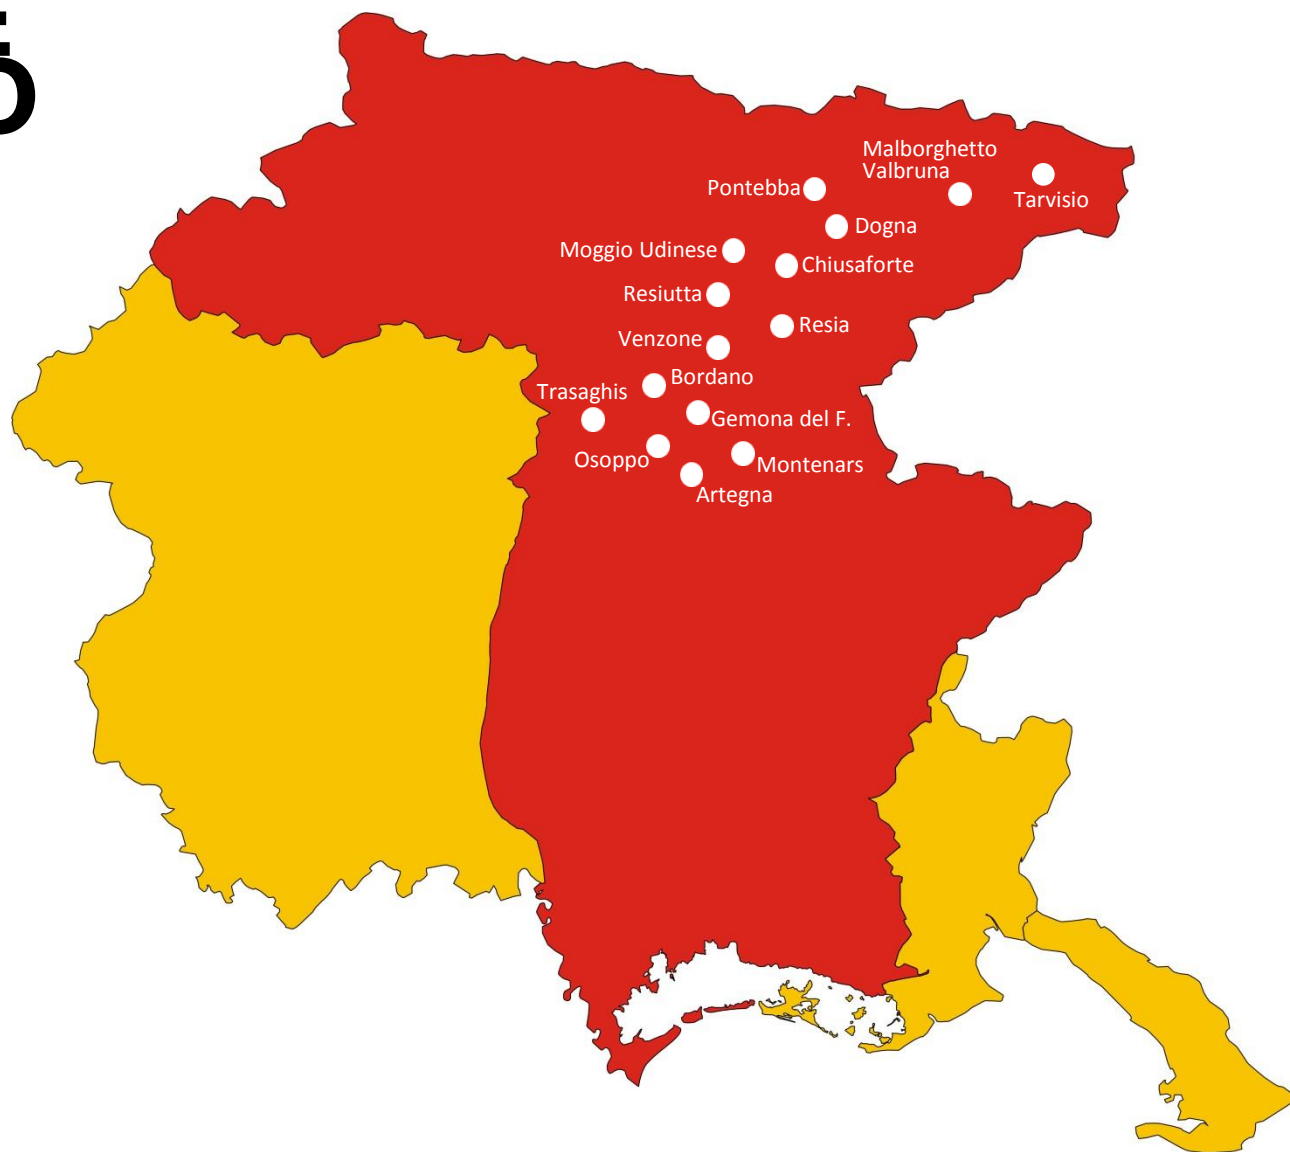 Malborghetto
Valbruna
Pontebba
Tarvisio
Dogna
Moggio Udinese
Chiusaforte
Resiutta
Resia
Venzone
Bordano
Trasaghis
Gemona del F.
Osoppo
Montenars
Artegna